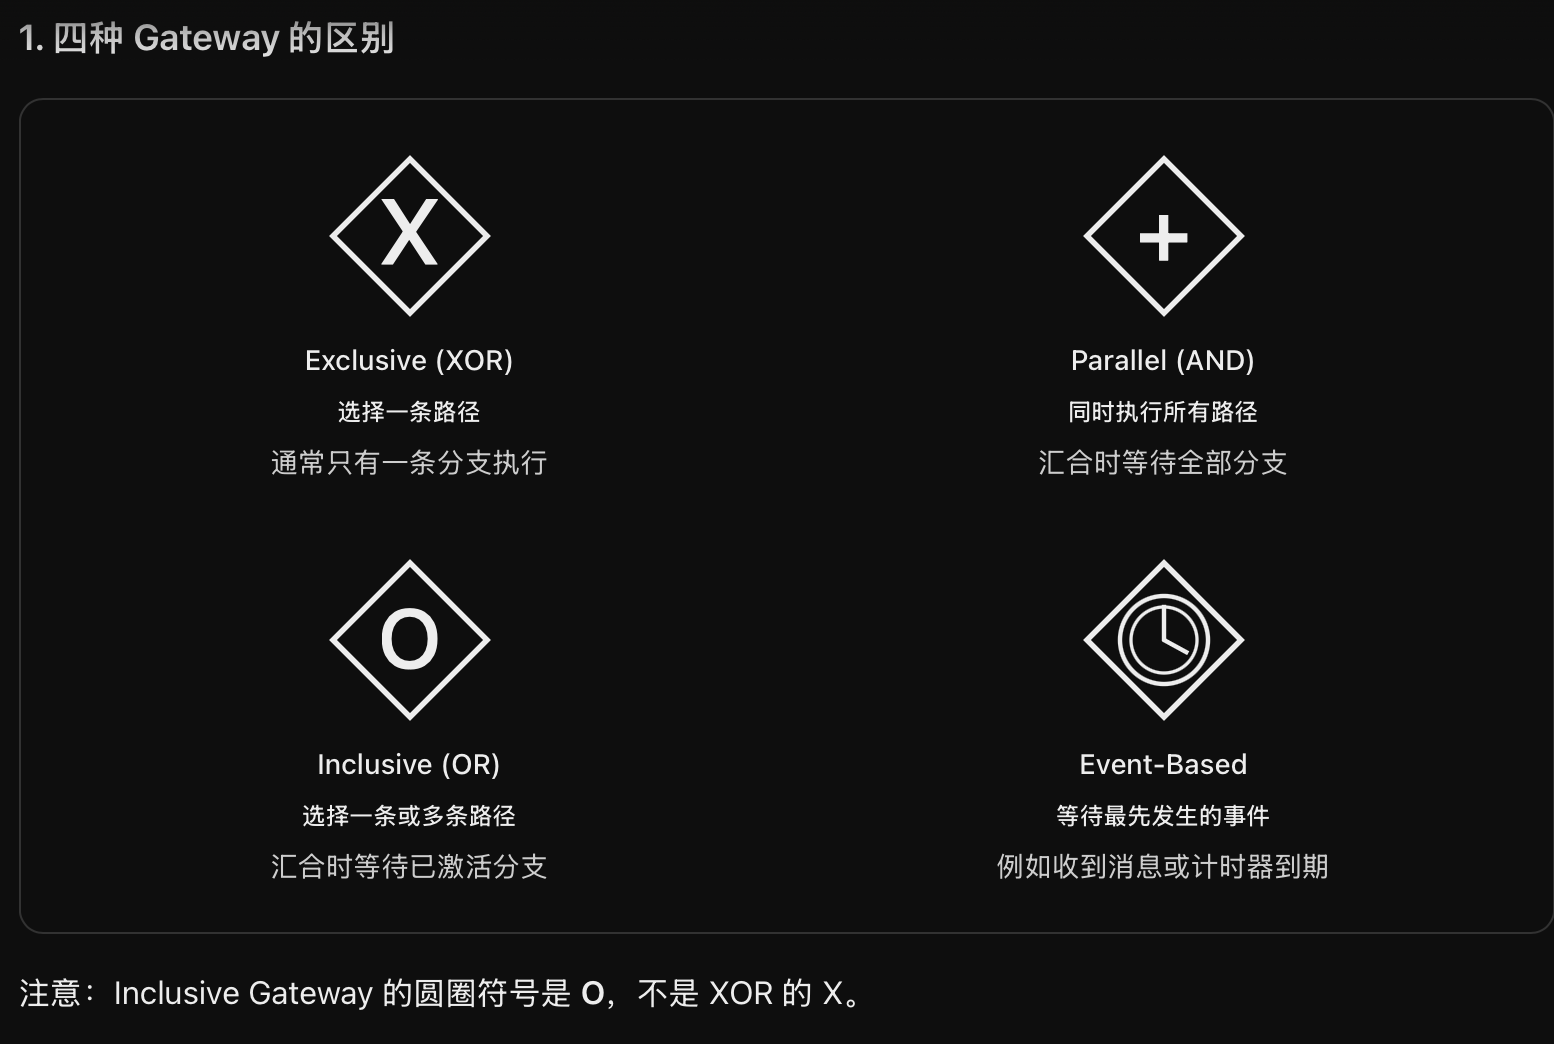 1. 四种 Gateway 的区别
X
+
Exclusive (XOR)
Parallel (AND)
选择一条路径
同时执行所有路径
通常只有一条分支执行
汇合时等待全部分支
O
Inclusive (OR)
Event-Based
选择一条或多条路径
等待最先发生的事件
汇合时等待已激活分支
例如收到消息或计时器到期
注意：Inclusive Gateway 的圆圈符号是 O，不是 XOR 的 X。